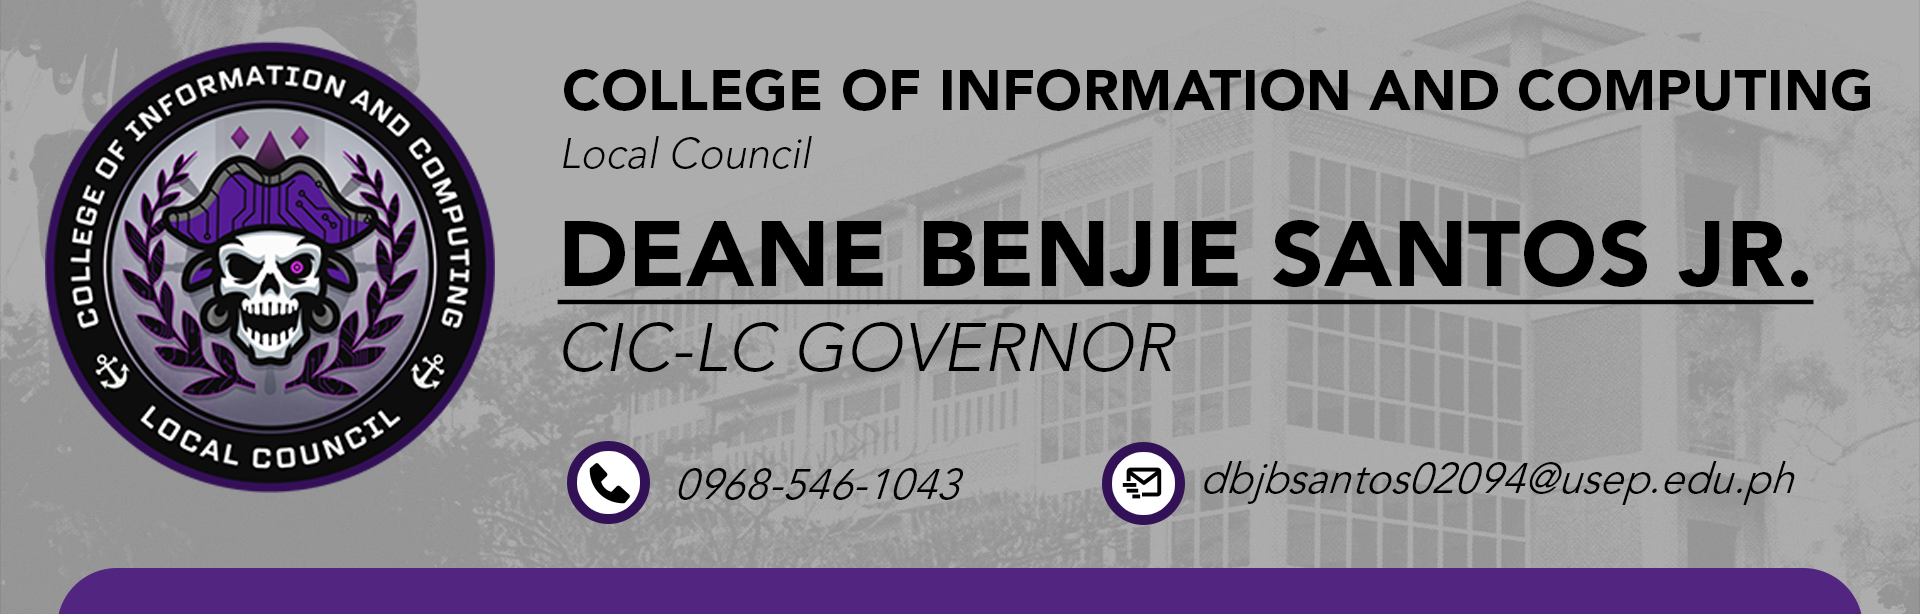 COLLEGE OF INFORMATION AND COMPUTING
LOCAL COUNCIL
COLLEGE OF INFORMATION AND COMPUTING
Local Council
DEANE BENJIE SANTOS JR.
CIC-LC GOVERNOR
0968-546-1043
dbjbsantos02094@usep.edu.ph